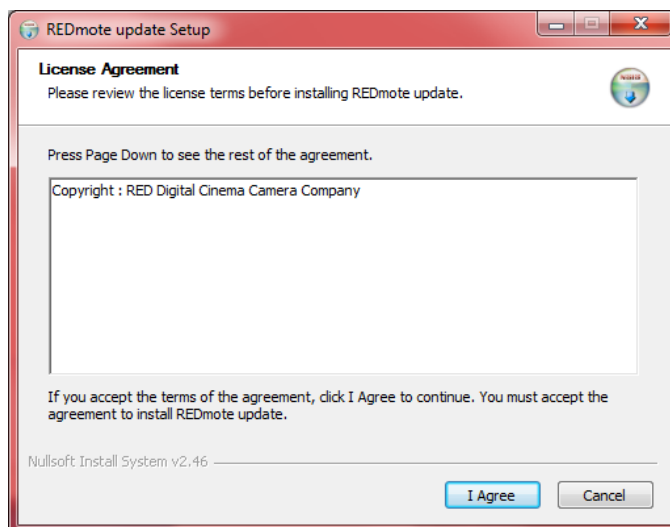 REDmote update Setup
License Agreement
Please review the license terms before installing REDmote update.
Press Page Down to see the rest of the agreement.
Copyright : RED Digital Cinema Camera Company
If you accept the terms of the agreement, click I Agree to continue. You must accept the
agreement to install REDmote update.
Nullsoft Install System v2.46
I Agree
Cancel